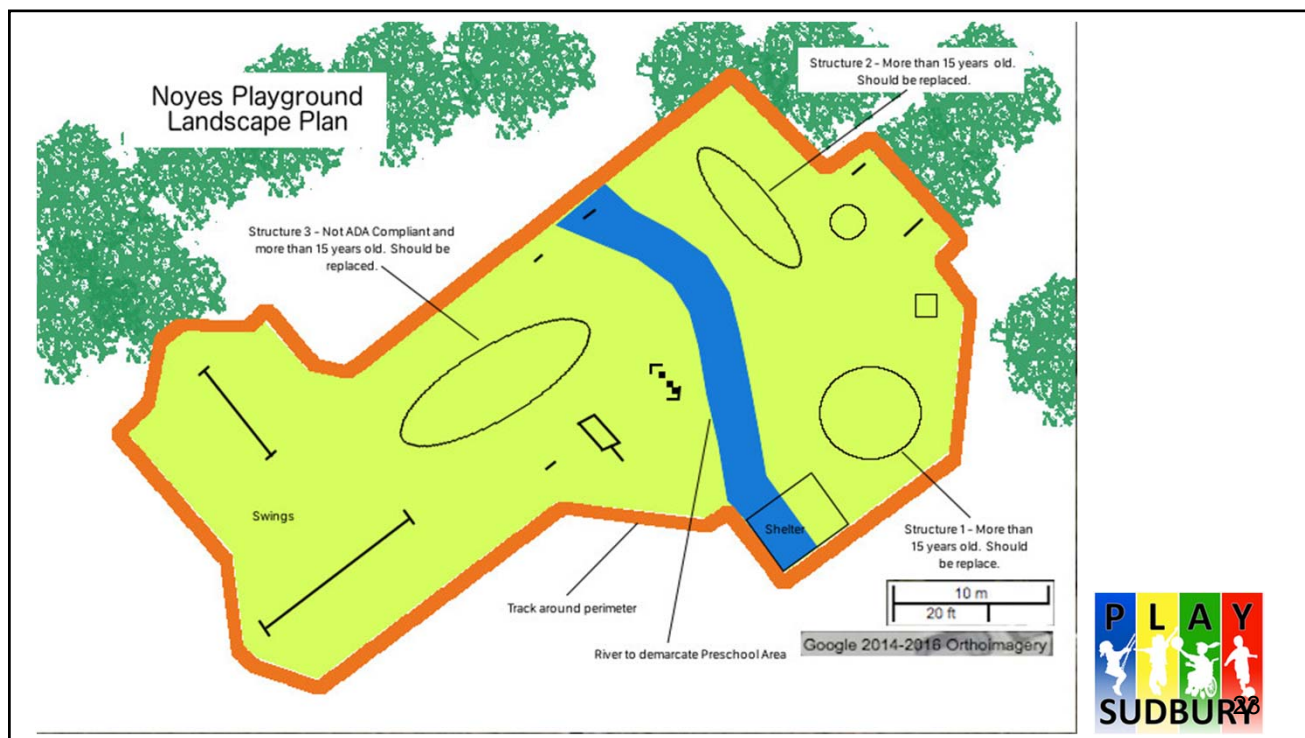 Noyes Playground
Landscape Plan
Structure 2 - More than 15 years old.
Should be replaced.
Structure 3 - Not ADA Compliant and
more than 15 years old. Should be
replaced.
Swings
Shelter
Structure 1 - More than
15 years old. Should
be replace.
Track around perimeter
River to demarcate Preschool Area
10 m
20 ft
Google 2014-2016 Orthoimagery
PLAY
SUDBURY
23